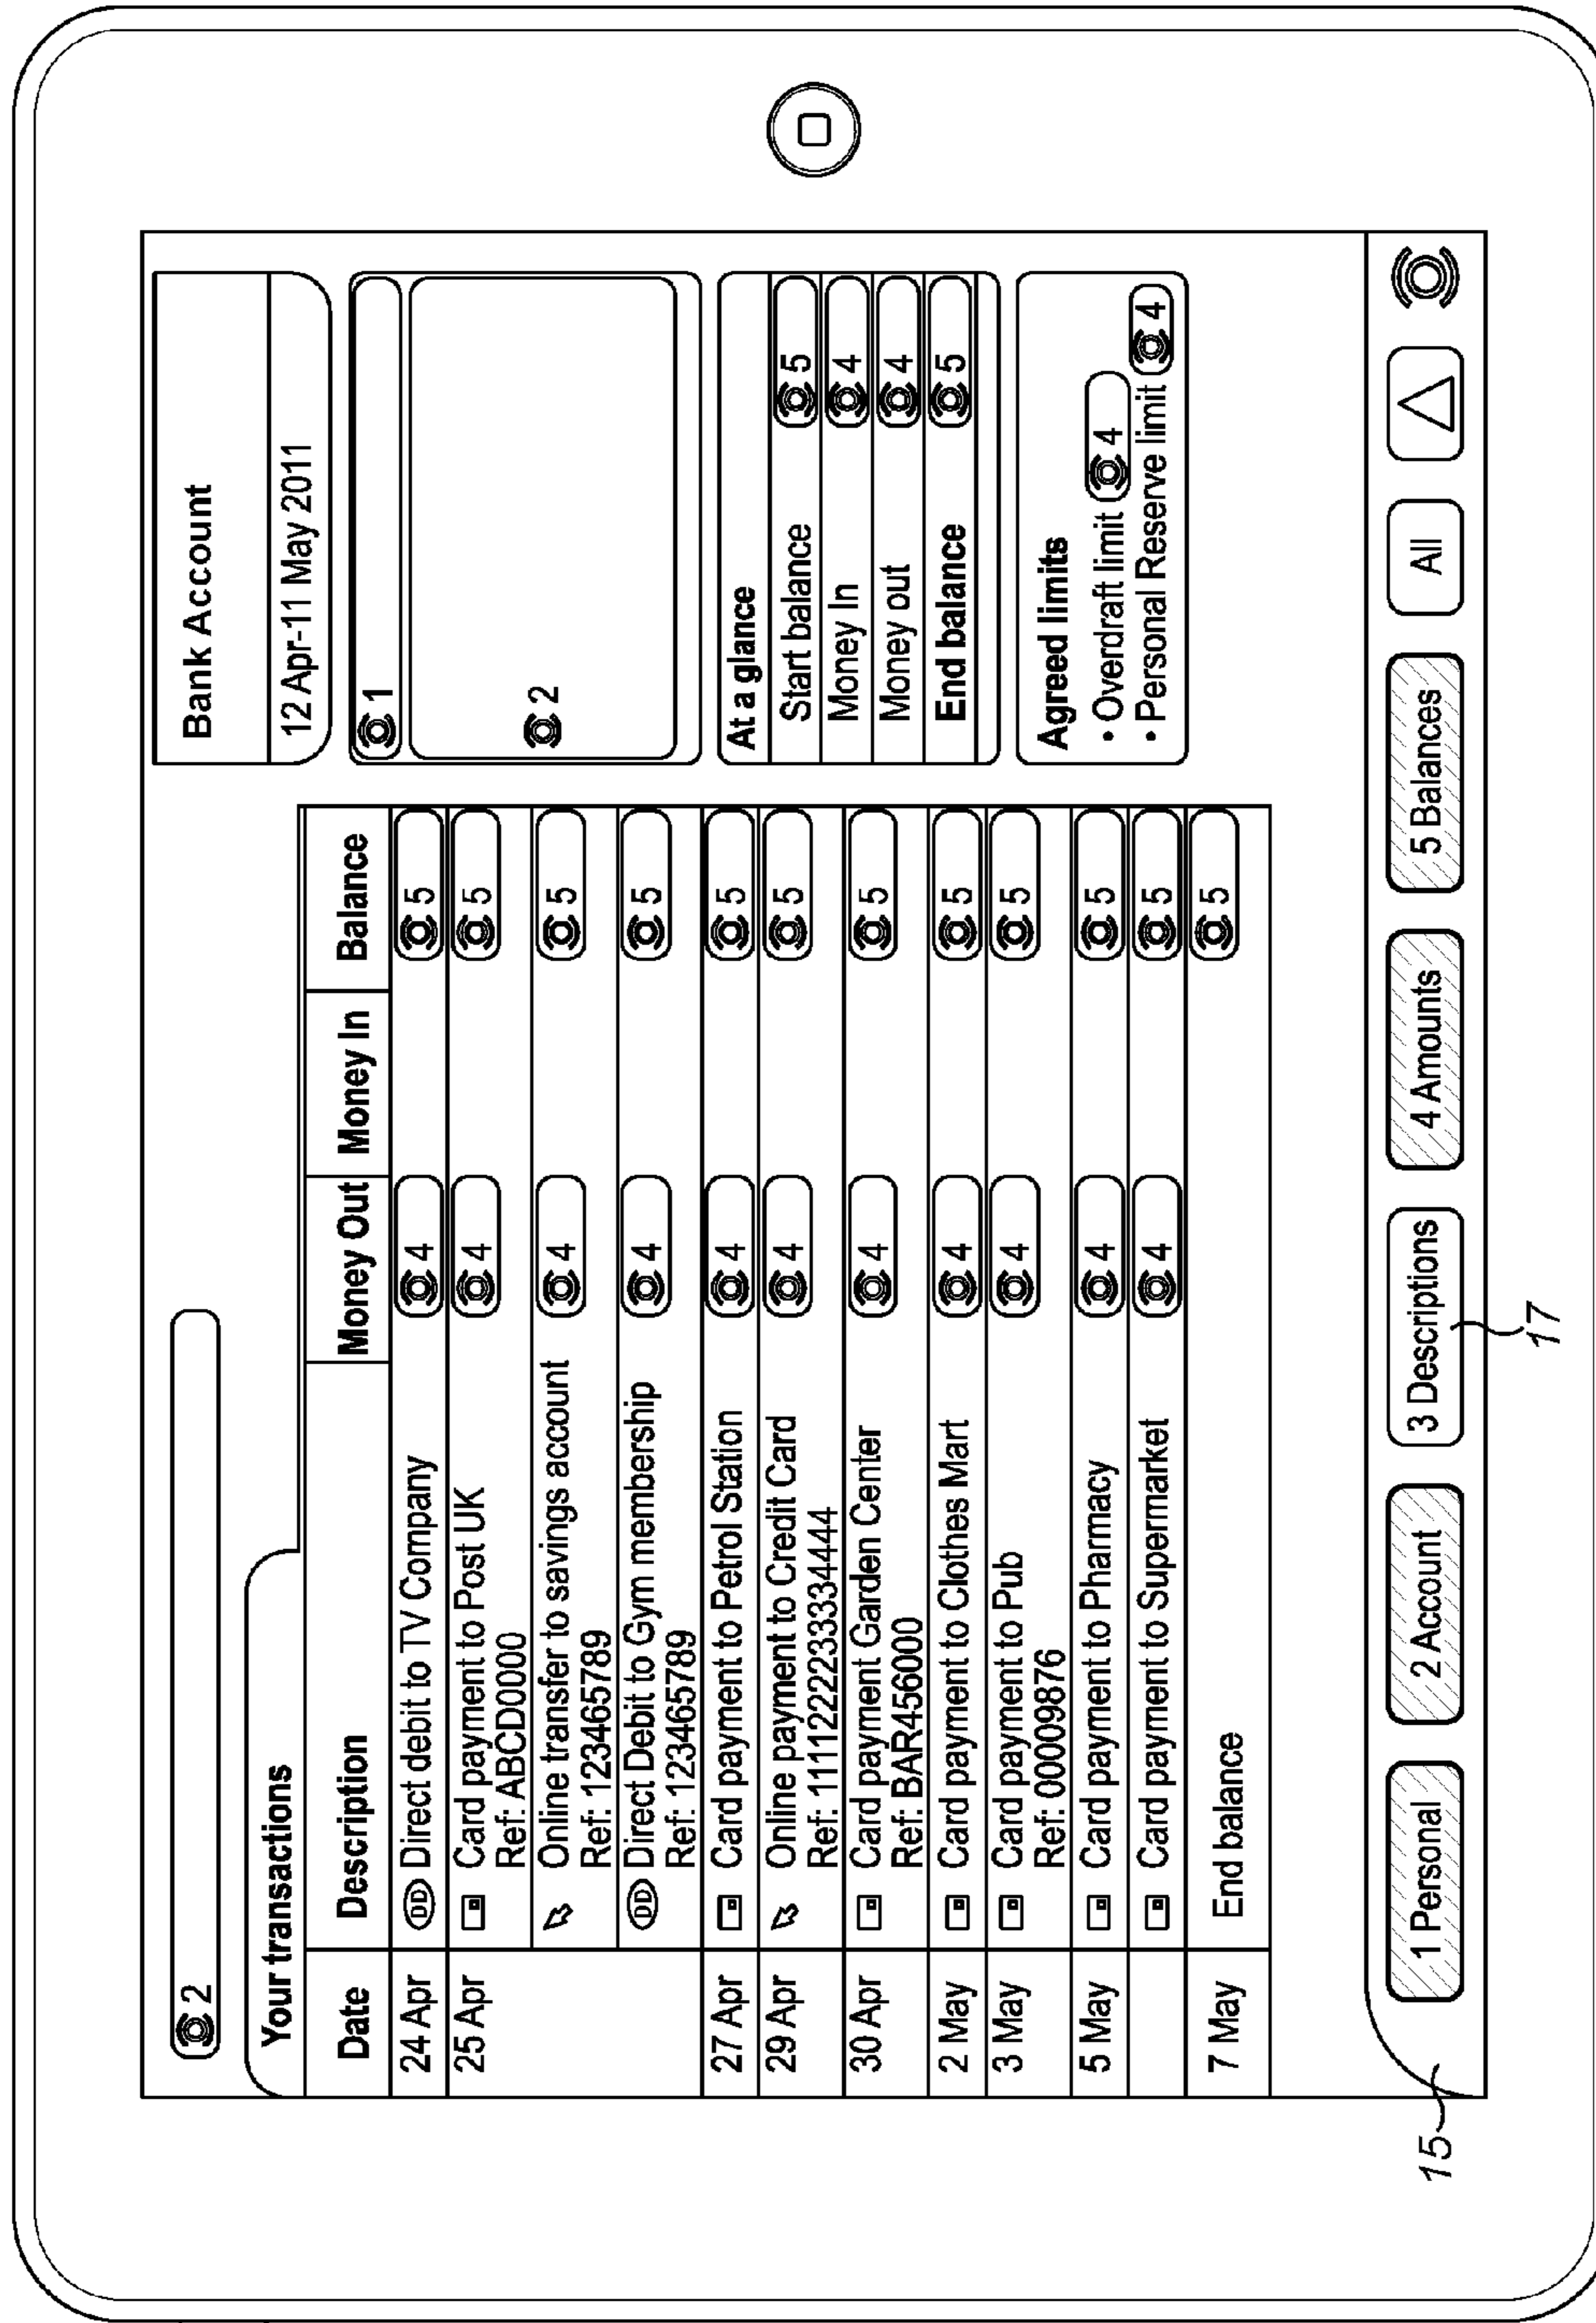 Bank Account
12 Apr-11 May 2011
2
1
2
Your transactions
Date Description Money Out Money In Balance
24 Apr DD Direct debit to TV Company 4 5
25 Apr Card payment to Post UK 4 5
Ref: ABCD0000
Online transfer to savings account 4 5
Ref: 123465789
DD Direct Debit to Gym membership 4 5
Ref: 123465789
27 Apr Card payment to Petrol Station 4 5
29 Apr Online payment to Credit Card 4 5
Ref: 1111222233334444
30 Apr Card payment Garden Center 4 5
Ref: BAR456000
2 May Card payment to Clothes Mart 4 5
3 May Card payment to Pub 4 5
Ref: 00009876
5 May Card payment to Pharmacy 4 5
Card payment to Supermarket 4 5
7 May End balance 5
At a glance
Start balance 5
Money In 4
Money out 4
End balance 5
Agreed limits
• Overdraft limit 4
• Personal Reserve limit 4
1 Personal 2 Account 3 Descriptions 4 Amounts 5 Balances All
15
17